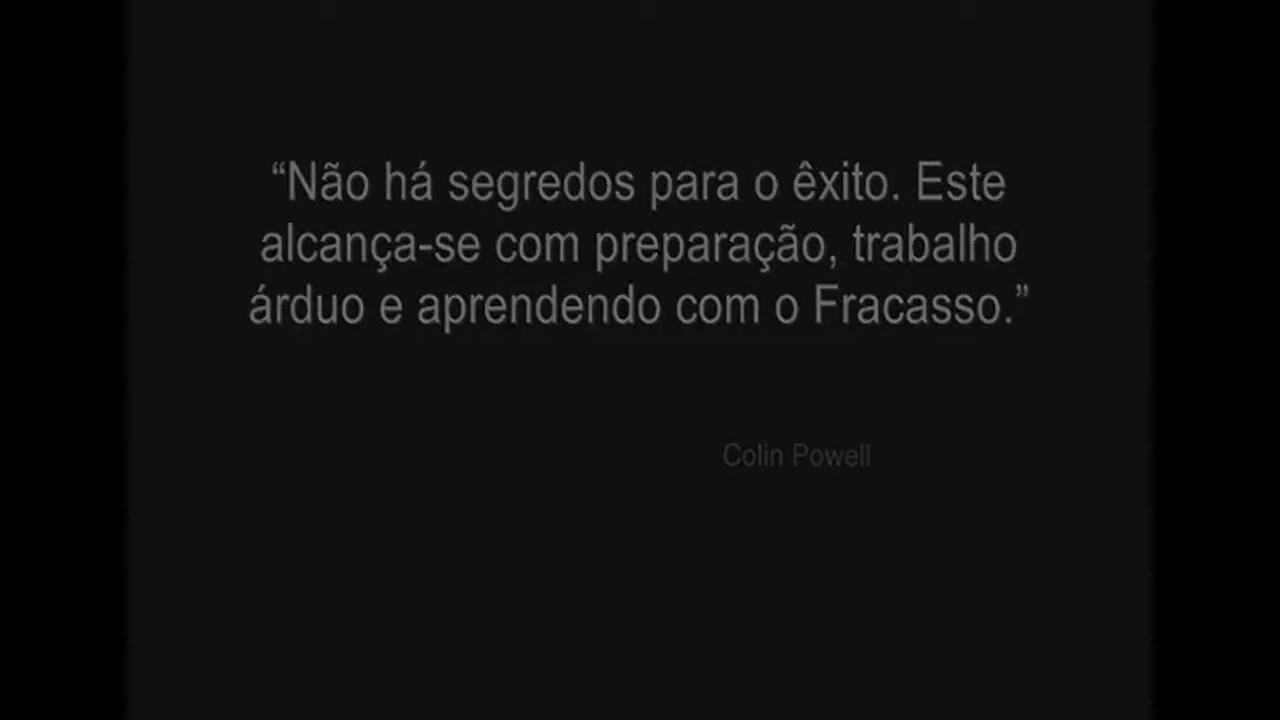 “Não há segredos para o êxito. Este
alcança-se com preparação, trabalho
árduo e aprendendo com o Fracasso.”
Colin Powell